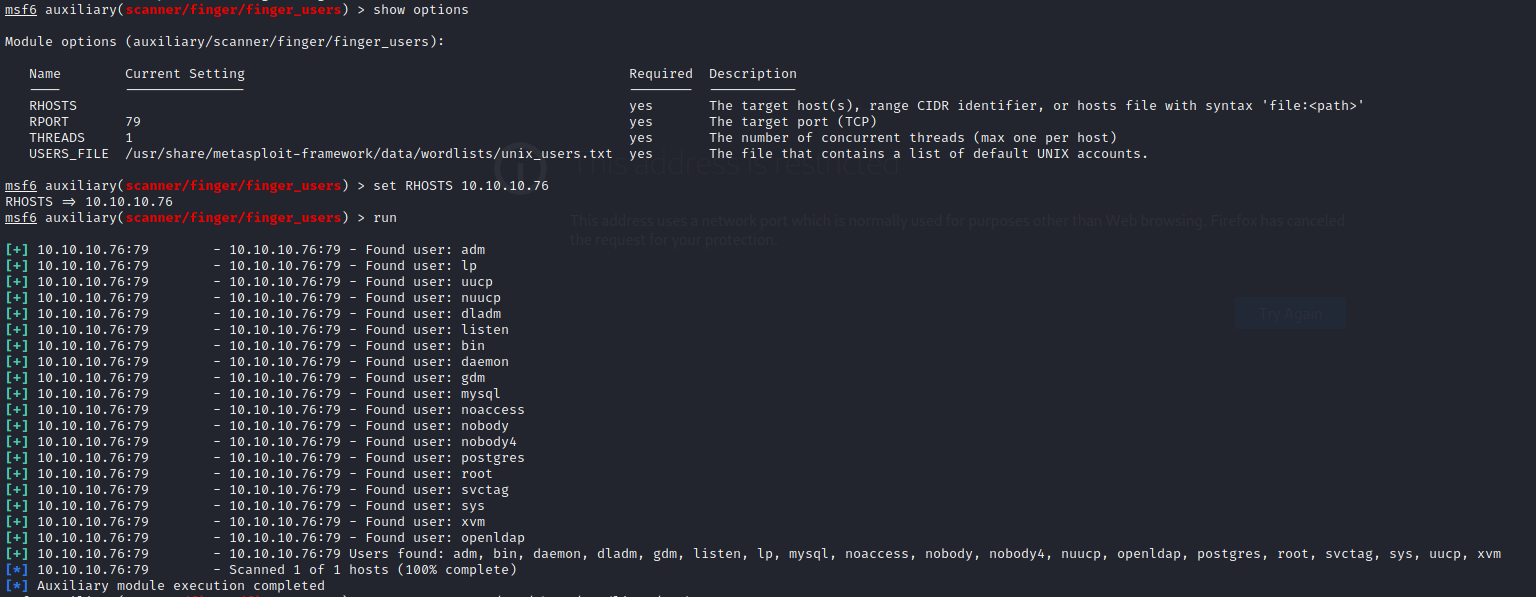 msf6 auxiliary(scanner/finger/finger_users) > show options
Module options (auxiliary/scanner/finger/finger_users):
Name Current Setting Required Description
RHOSTS yes The target host(s), range CIDR identifier, or hosts file with syntax 'file:<path>'
RPORT 79 yes The target port (TCP)
THREADS 1 yes The number of concurrent threads (max one per host)
USERS_FILE /usr/share/metasploit-framework/data/wordlists/unix_users.txt yes The file that contains a list of default UNIX accounts.
This address is restricted
msf6 auxiliary(scanner/finger/finger_users) > set RHOSTS 10.10.10.76
RHOSTS => 10.10.10.76
msf6 auxiliary(scanner/finger/finger_users) > run
This address uses a network port which is normally used for purposes other than Web browsing. Firefox has canceled
the request for your protection.
[+] 10.10.10.76:79 - 10.10.10.76:79 - Found user: adm
[+] 10.10.10.76:79 - 10.10.10.76:79 - Found user: lp
[+] 10.10.10.76:79 - 10.10.10.76:79 - Found user: uucp
[+] 10.10.10.76:79 - 10.10.10.76:79 - Found user: nuucp
[+] 10.10.10.76:79 - 10.10.10.76:79 - Found user: dladm
Try Again
[+] 10.10.10.76:79 - 10.10.10.76:79 - Found user: listen
[+] 10.10.10.76:79 - 10.10.10.76:79 - Found user: bin
[+] 10.10.10.76:79 - 10.10.10.76:79 - Found user: daemon
[+] 10.10.10.76:79 - 10.10.10.76:79 - Found user: gdm
[+] 10.10.10.76:79 - 10.10.10.76:79 - Found user: mysql
[+] 10.10.10.76:79 - 10.10.10.76:79 - Found user: noaccess
[+] 10.10.10.76:79 - 10.10.10.76:79 - Found user: nobody
[+] 10.10.10.76:79 - 10.10.10.76:79 - Found user: nobody4
[+] 10.10.10.76:79 - 10.10.10.76:79 - Found user: postgres
[+] 10.10.10.76:79 - 10.10.10.76:79 - Found user: root
[+] 10.10.10.76:79 - 10.10.10.76:79 - Found user: svctag
[+] 10.10.10.76:79 - 10.10.10.76:79 - Found user: sys
[+] 10.10.10.76:79 - 10.10.10.76:79 - Found user: xvm
[+] 10.10.10.76:79 - 10.10.10.76:79 - Found user: openldap
[+] 10.10.10.76:79 - 10.10.10.76:79 Users found: adm, bin, daemon, dladm, gdm, listen, lp, mysql, noaccess, nobody, nobody4, nuucp, openldap, postgres, root, svctag, sys, uucp, xvm
[*] 10.10.10.76:79 - Scanned 1 of 1 hosts (100% complete)
[*] Auxiliary module execution completed